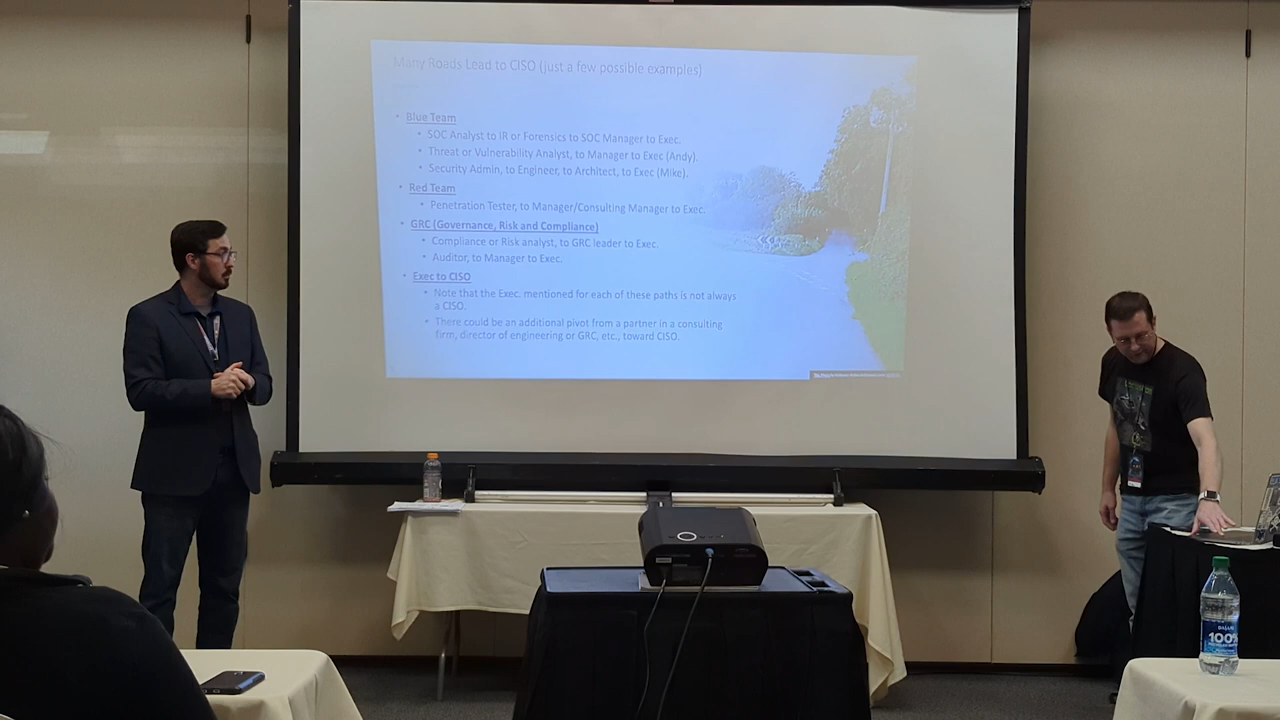 Many Roads Lead to CISO (just a few possible examples)
• Blue Team
• SOC Analyst to IR or Forensics to SOC Manager to Exec.
• Threat or Vulnerability Analyst, to Manager to Exec (Andy).
• Security Admin, to Engineer, to Architect, to Exec (Mike).
• Red Team
• Penetration Tester, to Manager/Consulting Manager to Exec.
• GRC (Governance, Risk and Compliance)
• Compliance or Risk analyst, to GRC leader to Exec.
• Auditor, to Manager to Exec.
• Exec to CISO
• Note that the Exec. mentioned for each of these paths is not always
a CISO.
• There could be an additional pivot from a partner in a consulting
firm, director of engineering or GRC, etc., toward CISO.
100%